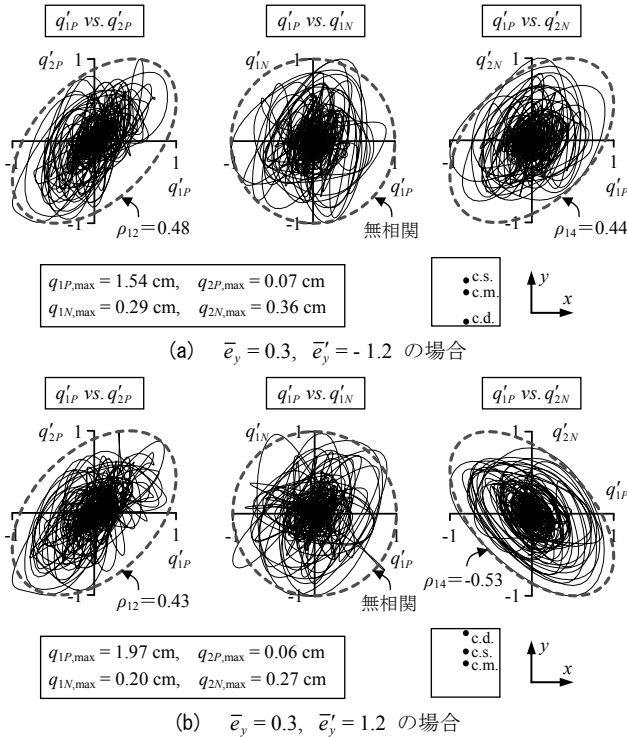 q′1P vs. q′2P
q′1P vs. q′1N
q′1P vs. q′2N
q′2P
1
-1
1
q′1P
-1
ρ12＝0.48
q′1N
1
-1
1
q′1P
-1
無相関
q′2N
1
-1
1
q′1P
-1
ρ14＝0.44
q1P,max = 1.54 cm, q2P,max = 0.07 cm
q1N,max = 0.29 cm, q2N,max = 0.36 cm
c.s.
c.m.
c.d.
y
x
(a) e̅y = 0.3, e̅′y = - 1.2 の場合
q′1P vs. q′2P
q′1P vs. q′1N
q′1P vs. q′2N
q′2P
1
-1
1
q′1P
-1
ρ12＝0.43
q′1N
1
-1
1
q′1P
-1
無相関
q′2N
1
q′1P
-1
1
ρ14＝-0.53
-1
q1P,max = 1.97 cm, q2P,max = 0.06 cm
q1N,max = 0.20 cm, q2N,max = 0.27 cm
c.d.
c.s.
c.m.
y
x
(b) e̅y = 0.3, e̅′y = 1.2 の場合